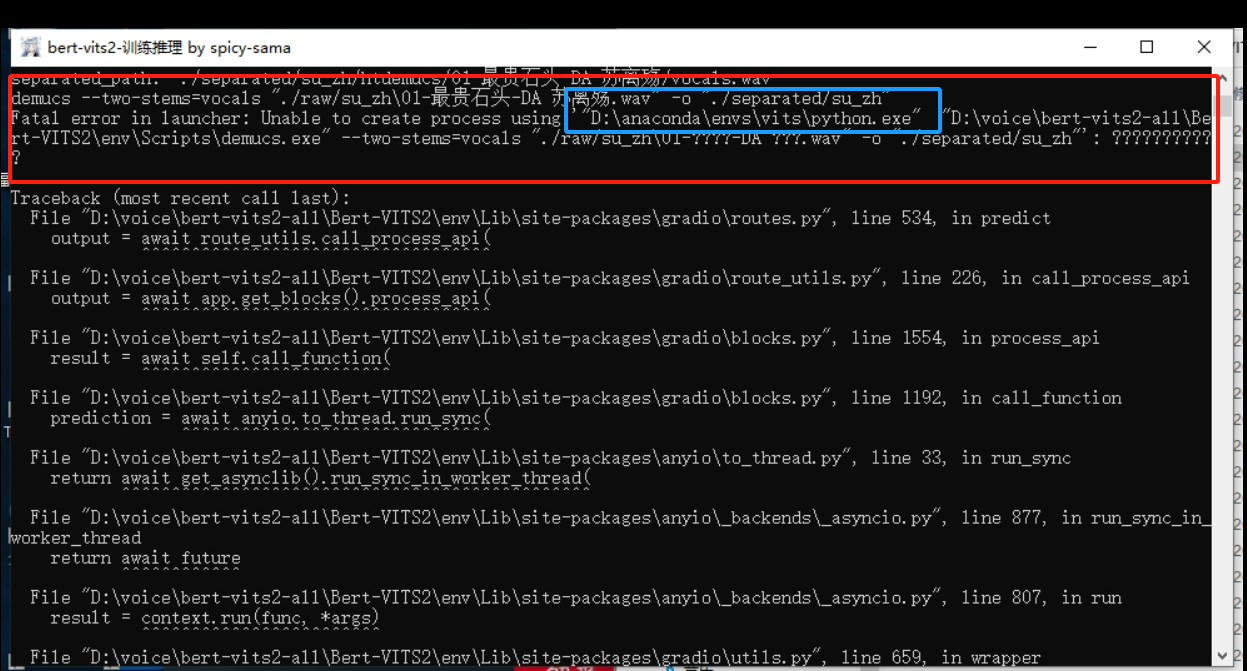 bert-vits2-训练推理 by spicy-sama
separated_path: ./separated/su_zh/htdemucs/01-最贵石头-DA 苏离殇/vocals.wav
demucs --two-stems=vocals "./raw/su_zh\01-最贵石头-DA 苏离殇.wav" -o "./separated/su_zh"
Fatal error in launcher: Unable to create process using '"D:\anaconda\envs\vits\python.exe"  "D:\voice\bert-vits2-all\Be
rt-VITS2\env\Scripts\demucs.exe" --two-stems=vocals "./raw/su_zh\01-????-DA ???.wav" -o "./separated/su_zh"': ??????????
?
Traceback (most recent call last):
File "D:\voice\bert-vits2-all\Bert-VITS2\env\Lib\site-packages\gradio\routes.py", line 534, in predict
output = await route_utils.call_process_api(
^^^^^^^^^^^^^^^^^^^^^^^^^^^^^^^^^^^
File "D:\voice\bert-vits2-all\Bert-VITS2\env\Lib\site-packages\gradio\route_utils.py", line 226, in call_process_api
output = await app.get_blocks().process_api(
^^^^^^^^^^^^^^^^^^^^^^^^^^^^^^^^^^^
File "D:\voice\bert-vits2-all\Bert-VITS2\env\Lib\site-packages\gradio\blocks.py", line 1554, in process_api
result = await self.call_function(
^^^^^^^^^^^^^^^^^^^^^^^^^
File "D:\voice\bert-vits2-all\Bert-VITS2\env\Lib\site-packages\gradio\blocks.py", line 1192, in call_function
prediction = await anyio.to_thread.run_sync(
^^^^^^^^^^^^^^^^^^^^^^^^^^^^^^^
File "D:\voice\bert-vits2-all\Bert-VITS2\env\Lib\site-packages\anyio\to_thread.py", line 33, in run_sync
return await get_asynclib().run_sync_in_worker_thread(
^^^^^^^^^^^^^^^^^^^^^^^^^^^^^^^^^^^^^^^^^^^^^^^
File "D:\voice\bert-vits2-all\Bert-VITS2\env\Lib\site-packages\anyio\_backends\_asyncio.py", line 877, in run_sync_in_
worker_thread
return await future
^^^^^^^^^^^^
File "D:\voice\bert-vits2-all\Bert-VITS2\env\Lib\site-packages\anyio\_backends\_asyncio.py", line 807, in run
result = context.run(func, *args)
^^^^^^^^^^^^^^^^^^^^^^^^
File "D:\voice\bert-vits2-all\Bert-VITS2\env\Lib\site-packages\gradio\utils.py", line 659, in wrapper